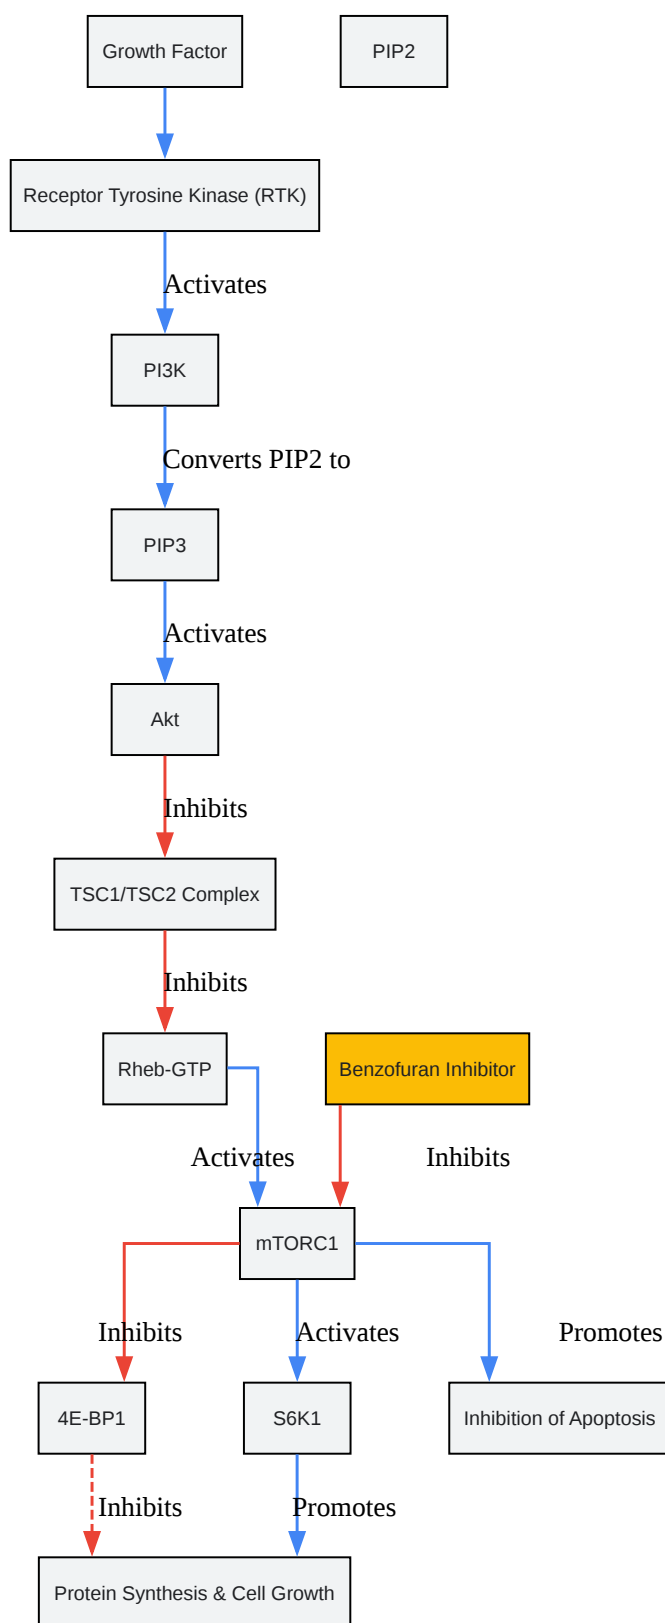 Growth Factor
PIP2
Receptor Tyrosine Kinase (RTK)
Activates
PI3K
Converts PIP2 to
PIP3
Activates
Akt
Inhibits
TSC1/TSC2 Complex
Inhibits
Rheb-GTP
Benzofuran Inhibitor
Activates
Inhibits
mTORC1
Inhibits
Activates
Promotes
4E-BP1
S6K1
Inhibition of Apoptosis
Inhibits
Promotes
Protein Synthesis & Cell Growth